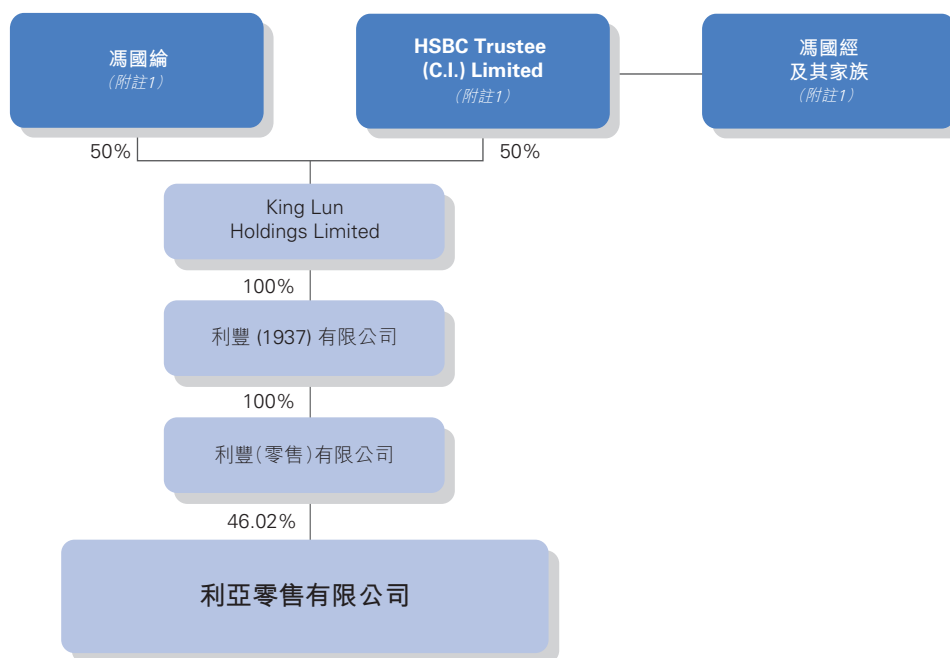 馮國綸
（附註1）
HSBC Trustee
(C.I.) Limited
（附註1）
馮國經
及其家族
（附註1）
50%
50%
King Lun
Holdings Limited
100%
利豐 (1937) 有限公司
100%
利豐（零售）有限公司
46.02%
利亞零售有限公司